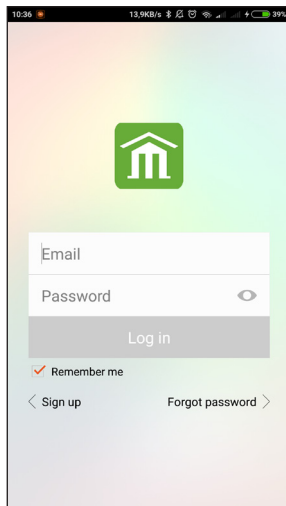 10:36 13,9KB/s 39%
Email
Password
Log in
Remember me
Sign up Forgot password